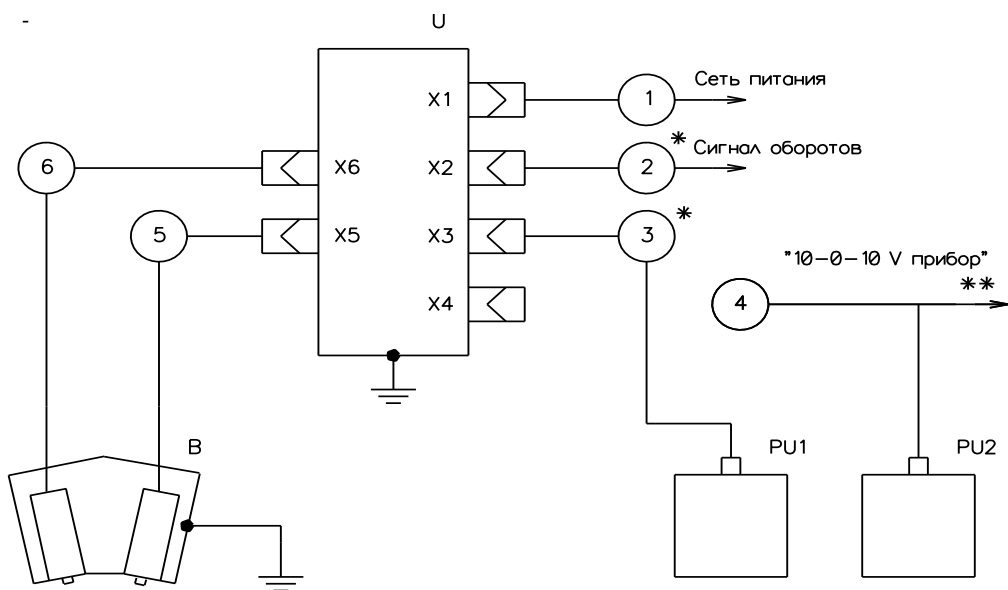 -
U
X1
1
Сеть питания
6
X6
X2
2
*
Сигнал оборотов
5
X5
X3
3
*
"10-0-10 V прибор"
**
X4
4
B
PU1
PU2